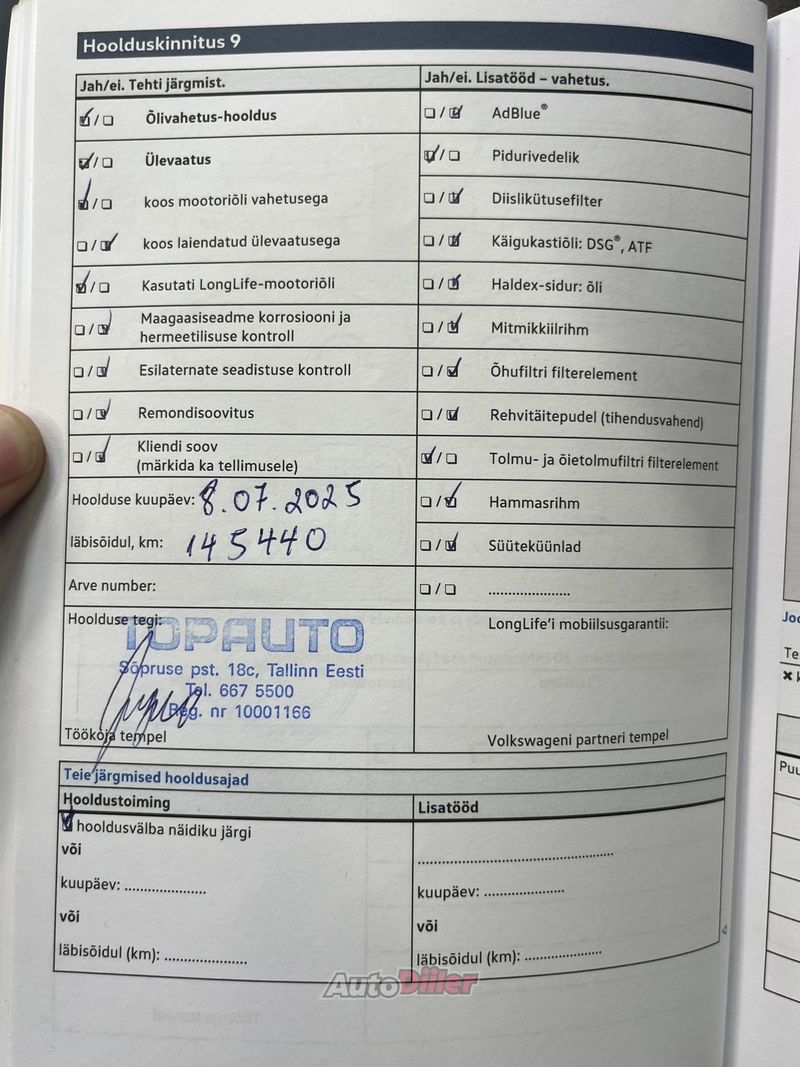 Hoolduskinnitus 9
Jah/ei. Tehti järgmist.
☑ / ☐ Õlivahetus-hooldus
☑ / ☐ Ülevaatus
☑ / ☐ koos mootoriõli vahetusega
☐ / ☑ koos laiendatud ülevaatusega
☑ / ☐ Kasutati LongLife-mootoriõli
☐ / ☑ Maagaasiseadme korrosiooni ja
hermeetilisuse kontroll
☐ / ☑ Esilaternate seadistuse kontroll
☐ / ☑ Remondisoovitus
☐ / ☑ Kliendi soov
(märkida ka tellimusele)
Hoolduse kuupäev: 8.07.2025
läbisõidul, km: 145440
Arve number:
Hoolduse tegi:
TOPAUTO
Sõpruse pst. 18c, Tallinn Eesti
Tel. 667 5500
Reg. nr 10001166
Töökoja tempel
Jah/ei. Lisatööd – vahetus.
☐ / ☑ AdBlue®
☑ / ☐ Pidurivedelik
☐ / ☑ Diislikütusefilter
☐ / ☑ Käigukastiõli: DSG®, ATF
☐ / ☑ Haldex-sidur: õli
☐ / ☑ Mitmikkiilrihm
☐ / ☑ Õhufiltri filterelement
☐ / ☑ Rehvitäitepudel (tihendusvahend)
☑ / ☐ Tolmu- ja õietolmufiltri filterelement
☐ / ☑ Hammasrihm
☐ / ☑ Süüteküünlad
☐ / ☐ .....................
LongLife'i mobiilsusgarantii:
Volkswageni partneri tempel
Teie järgmised hooldusajad
Hooldustoiming
☑ hooldusvälba näidiku järgi
või
kuupäev: .....................
või
läbisõidul (km): .....................
Lisatööd
..................................................
kuupäev: .....................
või
läbisõidul (km): .....................
AutoDiiler